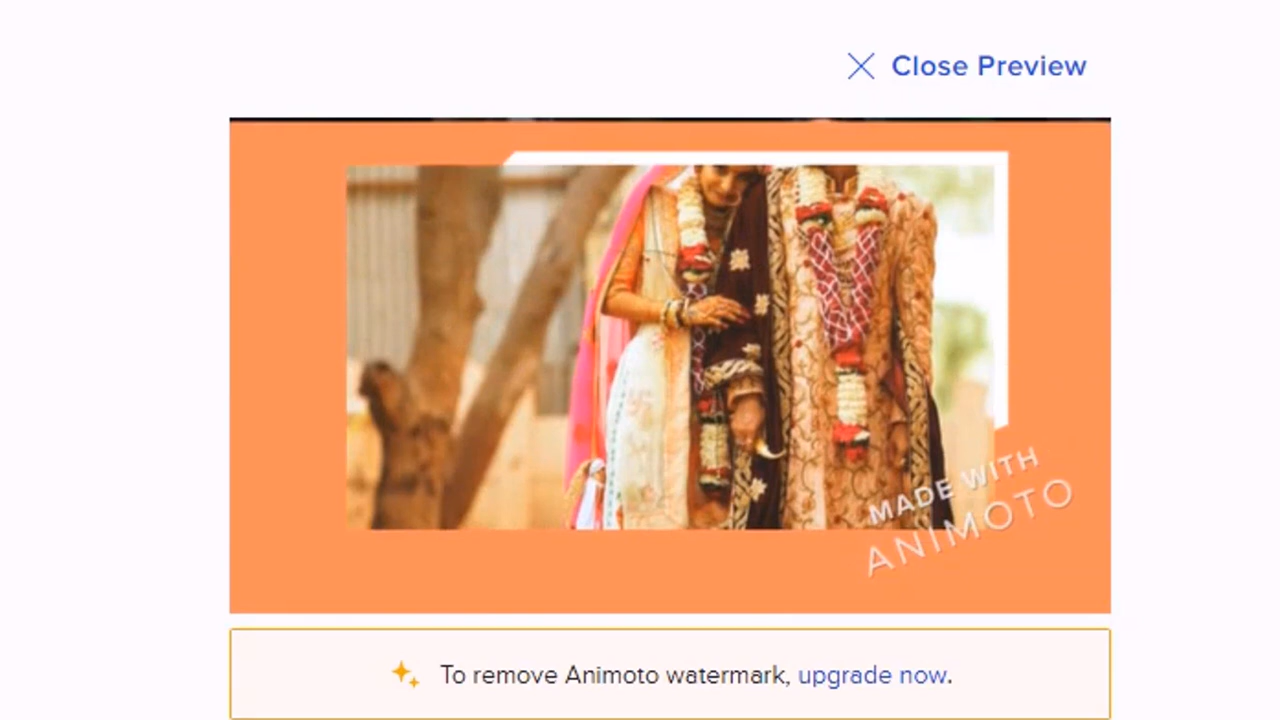 Close Preview
MADE WITH
ANIMOTO
To remove Animoto watermark, upgrade now.